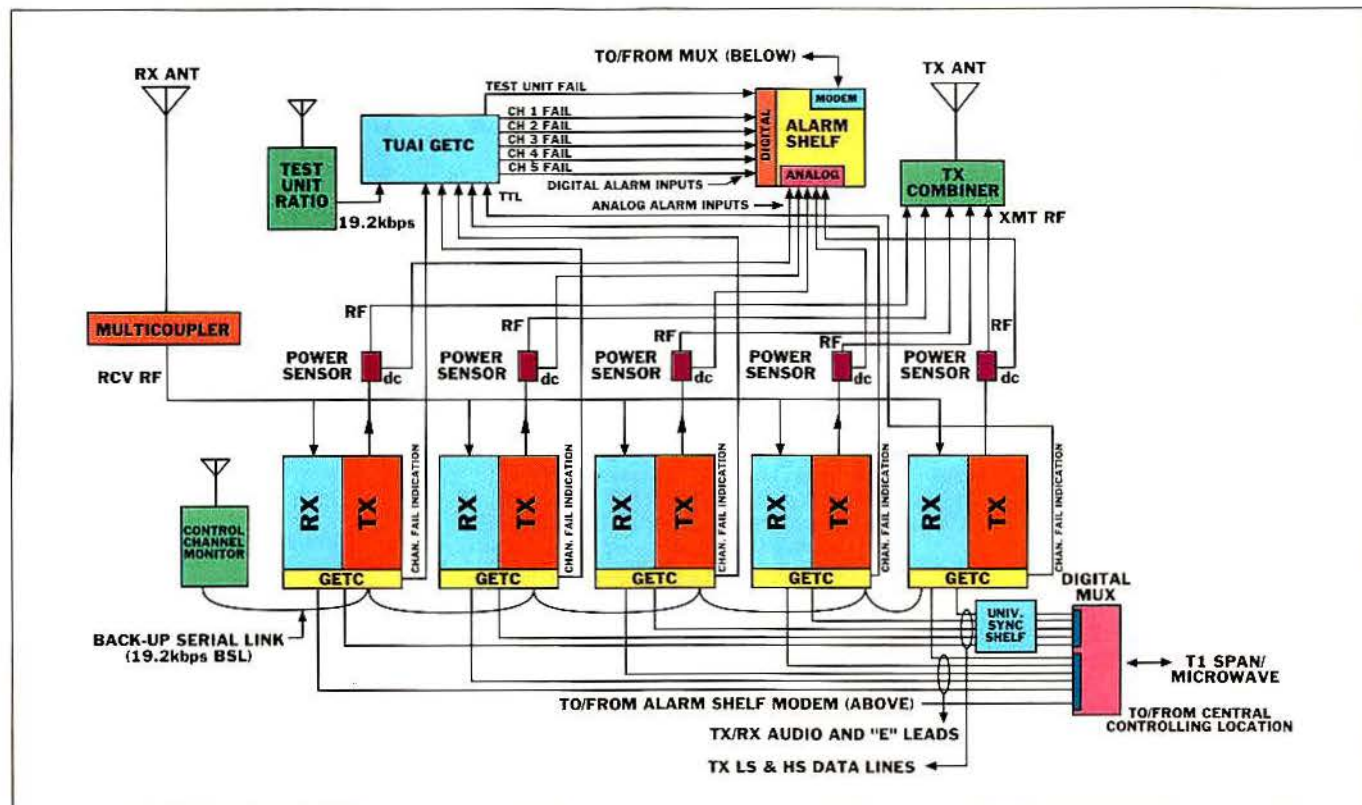 TO/FROM MUX (BELOW)
RX ANT
TX ANT
TEST UNIT FAIL
MODEM
CH 1 FAIL
CH 2 FAIL
CH 3 FAIL
CH 4 FAIL
CH 5 FAIL
TUAI GETC
DIGITAL
ALARM
SHELF
ANALOG
TEST
UNIT
RATIO
TX
COMBINER
DIGITAL ALARM INPUTS
TTL
ANALOG ALARM INPUTS
19.2kbps
XMT RF
MULTICOUPLER
RF
RF
RF
RF
RF
POWER
SENSOR
POWER
SENSOR
POWER
SENSOR
POWER
SENSOR
POWER
SENSOR
dc
dc
dc
dc
dc
RCV RF
RX
TX
CHAN. FAIL INDICATION
RX
TX
CHAN. FAIL INDICATION
RX
TX
CHAN. FAIL INDICATION
RX
TX
CHAN. FAIL INDICATION
RX
TX
CHAN. FAIL INDICATION
CONTROL
CHANNEL
MONITOR
GETC
GETC
GETC
GETC
GETC
DIGITAL
MUX
UNIV.
SYNC
SHELF
BACK-UP SERIAL LINK
(19.2kbps BSL)
T1 SPAN/
MICROWAVE
TO/FROM ALARM SHELF MODEM (ABOVE)
TO/FROM CENTRAL
CONTROLLING LOCATION
TX/RX AUDIO AND "E" LEADS
TX LS & HS DATA LINES